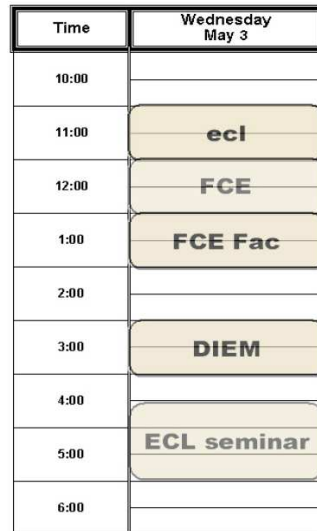 Time
Wednesday
May 3
10:00
11:00
ecl
12:00
FCE
1:00
FCE Fac
2:00
3:00
DIEM
4:00
ECL seminar
5:00
6:00